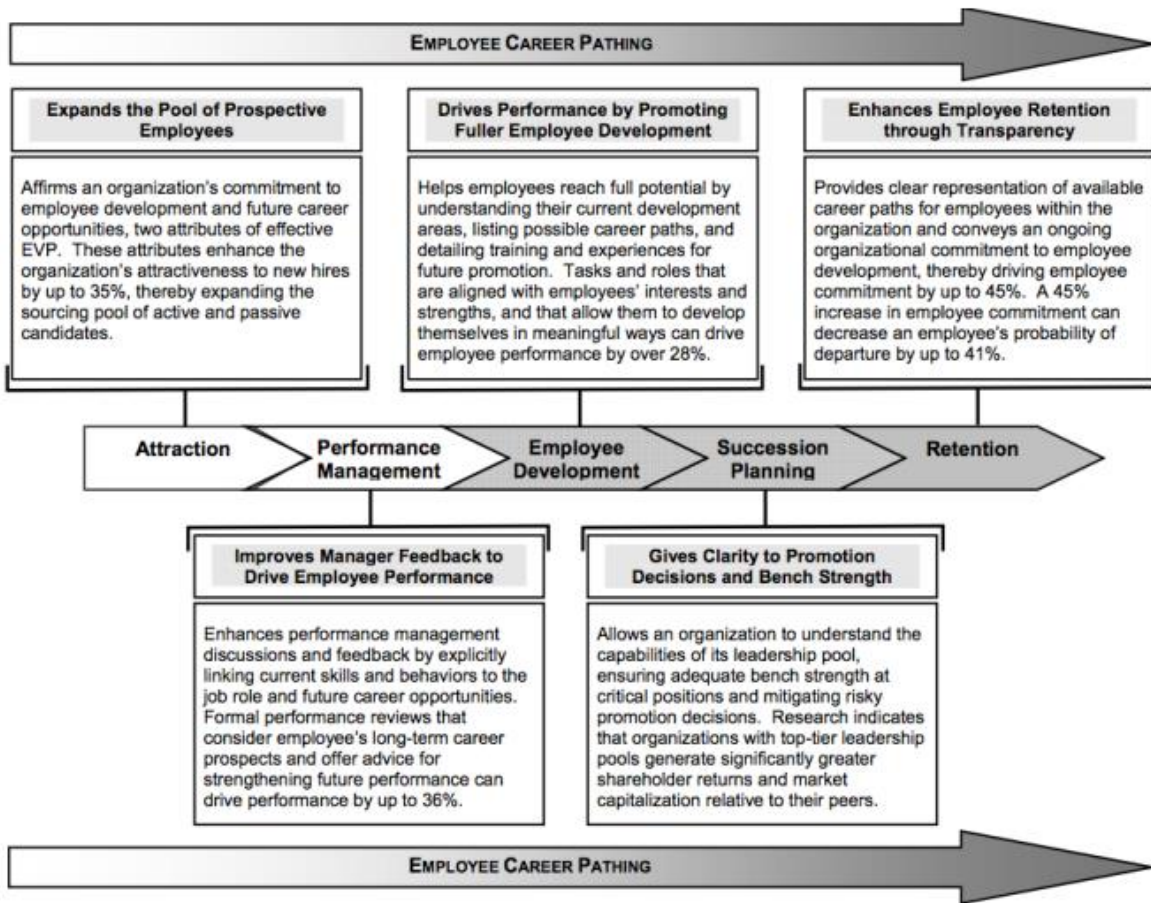 EMPLOYEE CAREER PATHING
Expands the Pool of Prospective
Employees
Affirms an organization's commitment to
employee development and future career
opportunities, two attributes of effective
EVP. These attributes enhance the
organization's attractiveness to new hires
by up to 35%, thereby expanding the
sourcing pool of active and passive
candidates.
Drives Performance by Promoting
Fuller Employee Development
Helps employees reach full potential by
understanding their current development
areas, listing possible career paths, and
detailing training and experiences for
future promotion. Tasks and roles that
are aligned with employees' interests and
strengths, and that allow them to develop
themselves in meaningful ways can drive
employee performance by over 28%.
Enhances Employee Retention
through Transparency
Provides clear representation of available
career paths for employees within the
organization and conveys an ongoing
organizational commitment to employee
development, thereby driving employee
commitment by up to 45%. A 45%
increase in employee commitment can
decrease an employee's probability of
departure by up to 41%.
Attraction
Performance
Management
Employee
Development
Succession
Planning
Retention
Improves Manager Feedback to
Drive Employee Performance
Enhances performance management
discussions and feedback by explicitly
linking current skills and behaviors to the
job role and future career opportunities.
Formal performance reviews that
consider employee's long-term career
prospects and offer advice for
strengthening future performance can
drive performance by up to 36%.
Gives Clarity to Promotion
Decisions and Bench Strength
Allows an organization to understand the
capabilities of its leadership pool,
ensuring adequate bench strength at
critical positions and mitigating risky
promotion decisions. Research indicates
that organizations with top-tier leadership
pools generate significantly greater
shareholder returns and market
capitalization relative to their peers.
EMPLOYEE CAREER PATHING